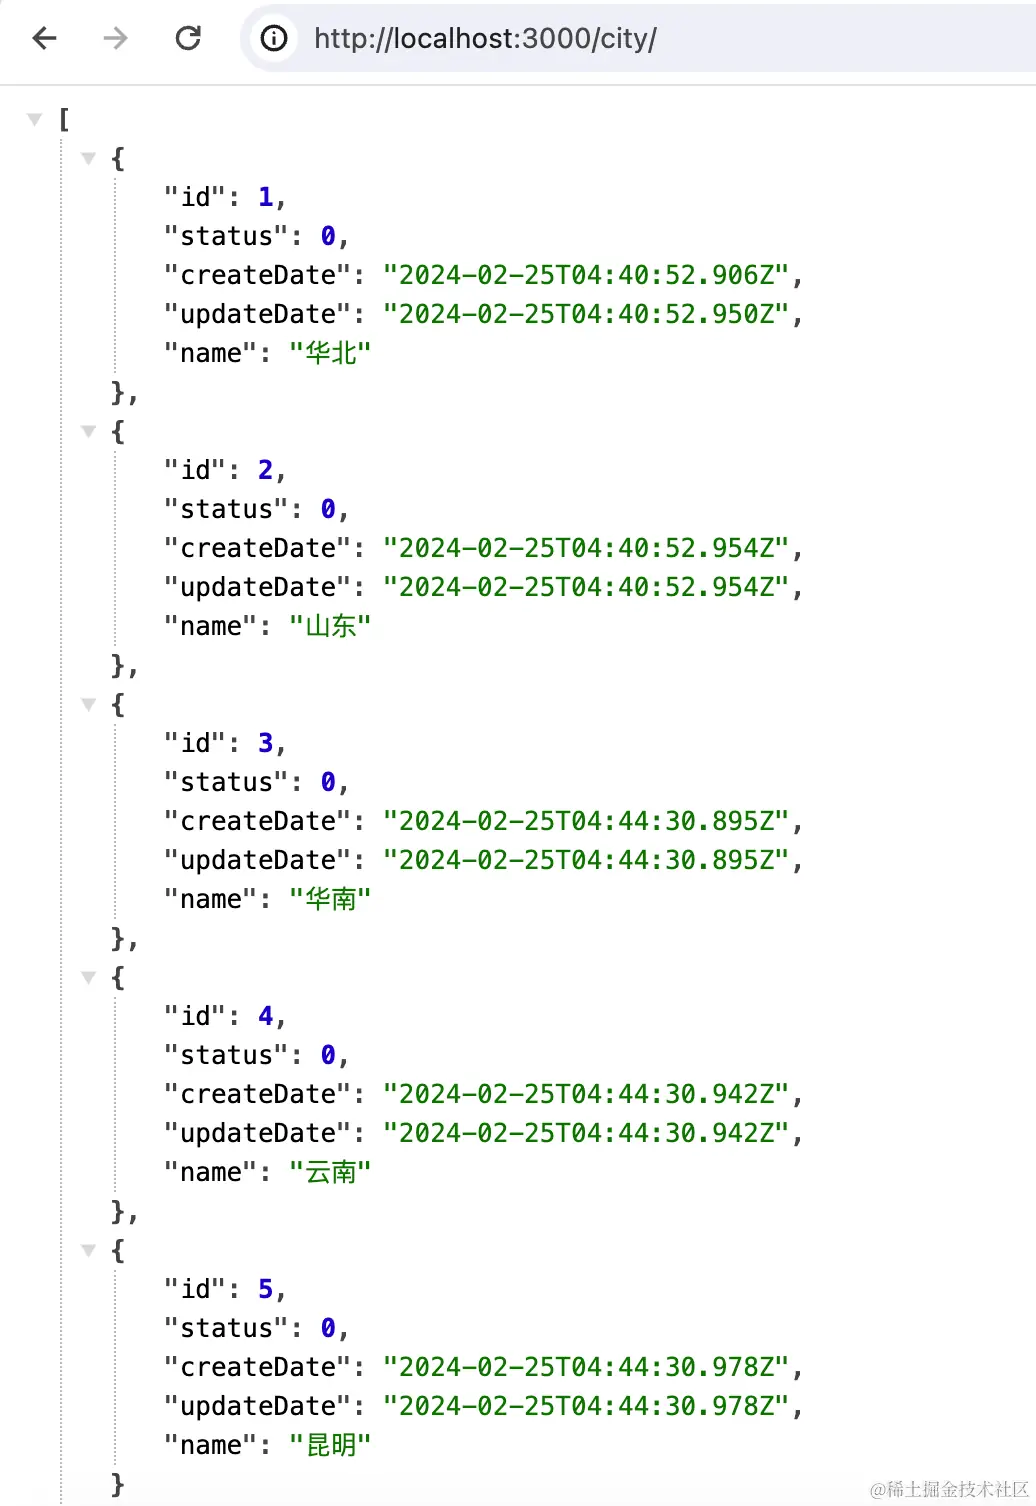 http://localhost:3000/city/
[
{
"id": 1,
"status": 0,
"createDate": "2024-02-25T04:40:52.906Z",
"updateDate": "2024-02-25T04:40:52.950Z",
"name": "华北"
},
{
"id": 2,
"status": 0,
"createDate": "2024-02-25T04:40:52.954Z",
"updateDate": "2024-02-25T04:40:52.954Z",
"name": "山东"
},
{
"id": 3,
"status": 0,
"createDate": "2024-02-25T04:44:30.895Z",
"updateDate": "2024-02-25T04:44:30.895Z",
"name": "华南"
},
{
"id": 4,
"status": 0,
"createDate": "2024-02-25T04:44:30.942Z",
"updateDate": "2024-02-25T04:44:30.942Z",
"name": "云南"
},
{
"id": 5,
"status": 0,
"createDate": "2024-02-25T04:44:30.978Z",
"updateDate": "2024-02-25T04:44:30.978Z",
"name": "昆明"
}
@稀土掘金技术社区